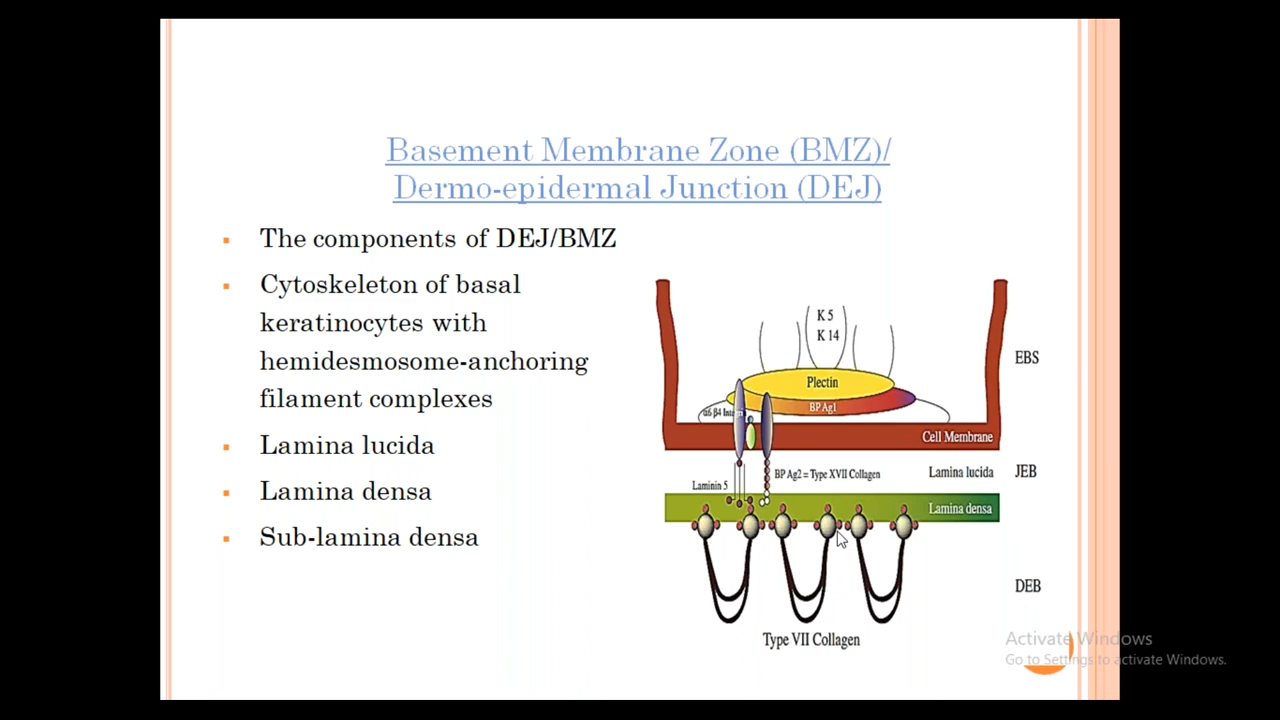 Basement Membrane Zone (BMZ)/
Dermo-epidermal Junction (DEJ)
The components of DEJ/BMZ
Cytoskeleton of basal
keratinocytes with
hemidesmosome-anchoring
filament complexes
Lamina lucida
Lamina densa
Sub-lamina densa
K 5
K 14
EBS
Plectin
BP Ag1
α6 β4 Inte
Cell Membrane
BP Ag2 = Type XVII Collagen
Lamina lucida
JEB
Laminin 5
Lamina densa
DEB
Type VII Collagen
Activate Windows
Go to Settings to activate Windows.